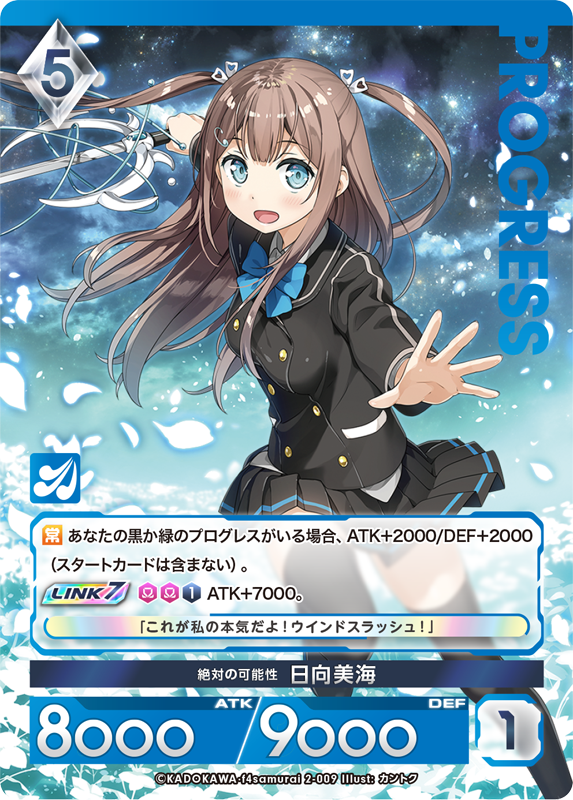 5
PROGRESS
常 あなたの黒か緑のプログレスがいる場合、ATK+2000/DEF+2000
(スタートカードは含まない)。
LINK7 Ω Ω 1 ATK+7000。
「これが私の本気だよ!ウインドスラッシュ!」
絶対の可能性 日向美海
ATK DEF
8000/9000 1
©KADOKAWA-f4samurai 2-009 Illust: カントク